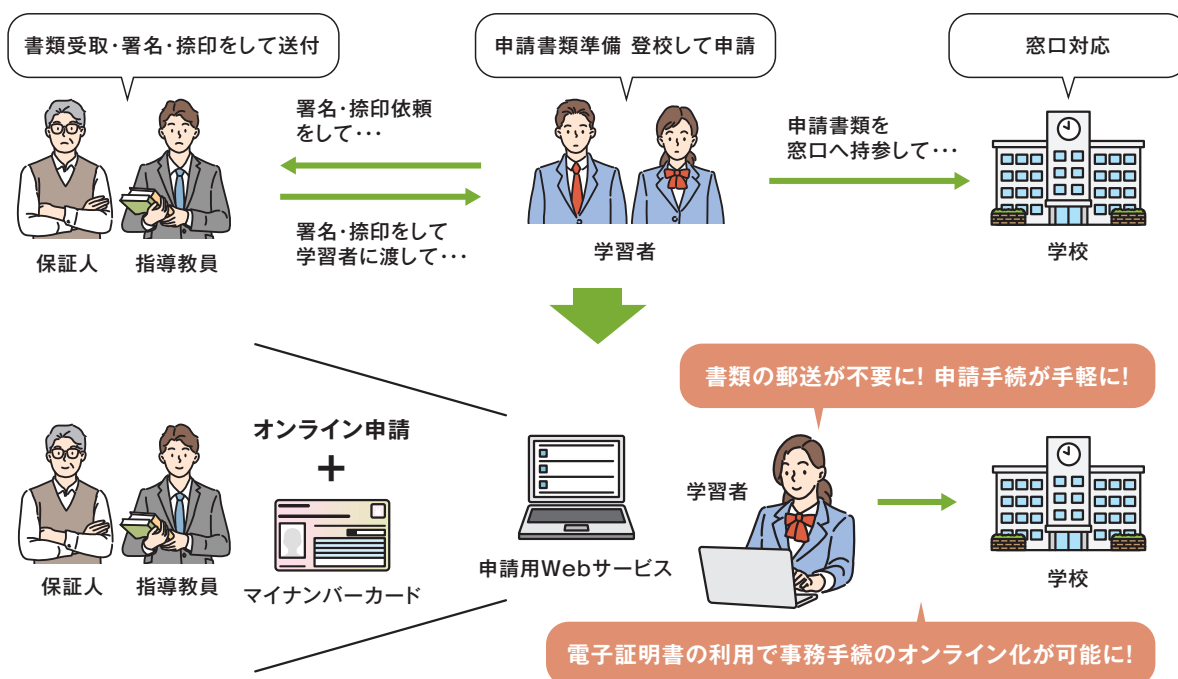 書類受取・署名・捺印をして送付
申請書類準備 登校して申請
窓口対応
署名・捺印依頼
をして・・・
申請書類を
窓口へ持参して・・・
署名・捺印をして
学習者に渡して・・・
保証人
指導教員
学習者
学校
書類の郵送が不要に! 申請手続が手軽に!
オンライン申請
+
学習者
保証人
指導教員
マイナンバーカード
申請用Webサービス
学校
電子証明書の利用で事務手続のオンライン化が可能に!